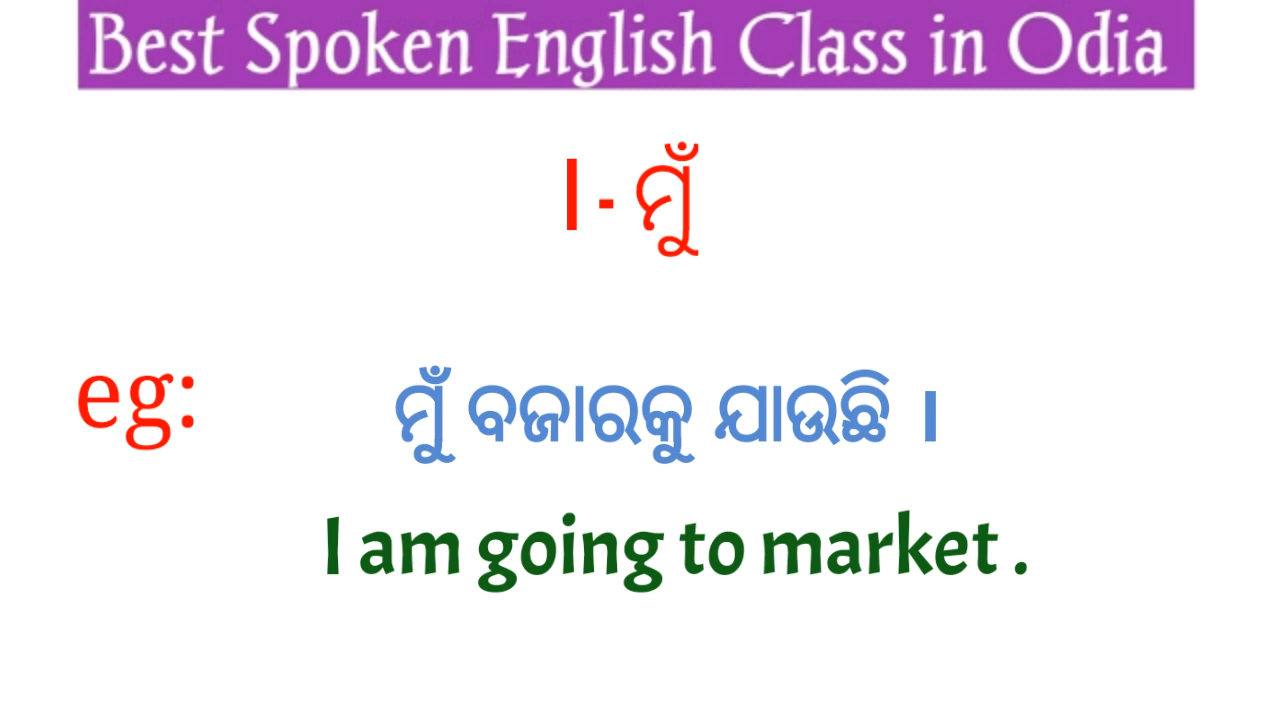 Best Spoken English Class in Odia
I - ମୁଁ
eg: ମୁଁ ବଜାରକୁ ଯାଉଛି ।
I am going to market .